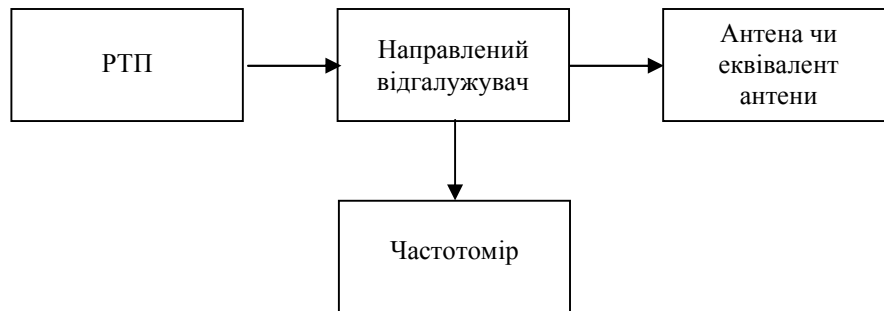 РТП
Направлений
відгалужувач
Антена чи
еквівалент
антени
Частотомір